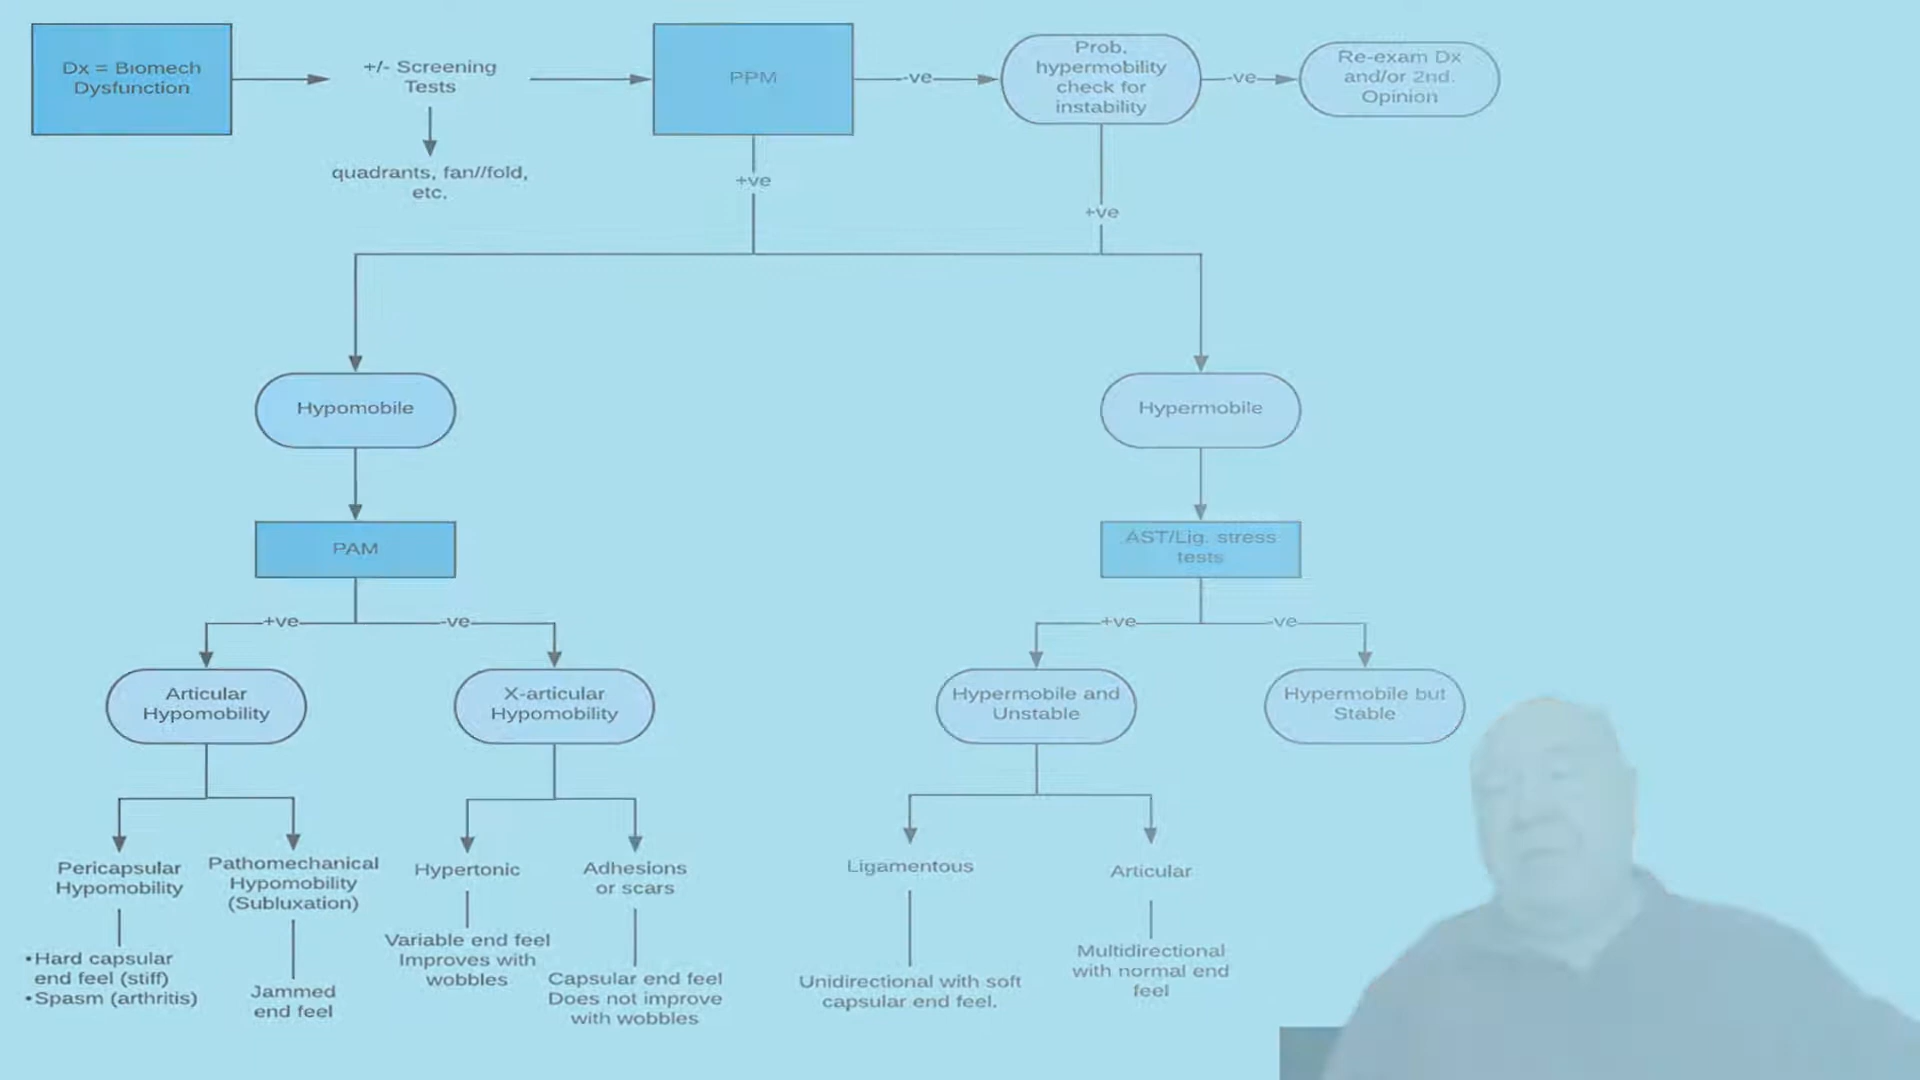 Dx = Biomech
Dysfunction
+/- Screening
Tests
quadrants, fan//fold,
etc.
PPM
-ve
Prob.
hypermobility
check for
instability
-ve
Re-exam Dx
and/or 2nd.
Opinion
+ve
+ve
Hypomobile
Hypermobile
PAM
AST/Lig. stress
tests
+ve
-ve
+ve
-ve
Articular
Hypomobility
X-articular
Hypomobility
Hypermobile and
Unstable
Hypermobile but
Stable
Pericapsular
Hypomobility
Pathomechanical
Hypomobility
(Subluxation)
Hypertonic
Adhesions
or scars
Ligamentous
Articular
•Hard capsular
end feel (stiff)
•Spasm (arthritis)
Jammed
end feel
Variable end feel
Improves with
wobbles
Capsular end feel
Does not improve
with wobbles
Unidirectional with soft
capsular end feel.
Multidirectional
with normal end
feel